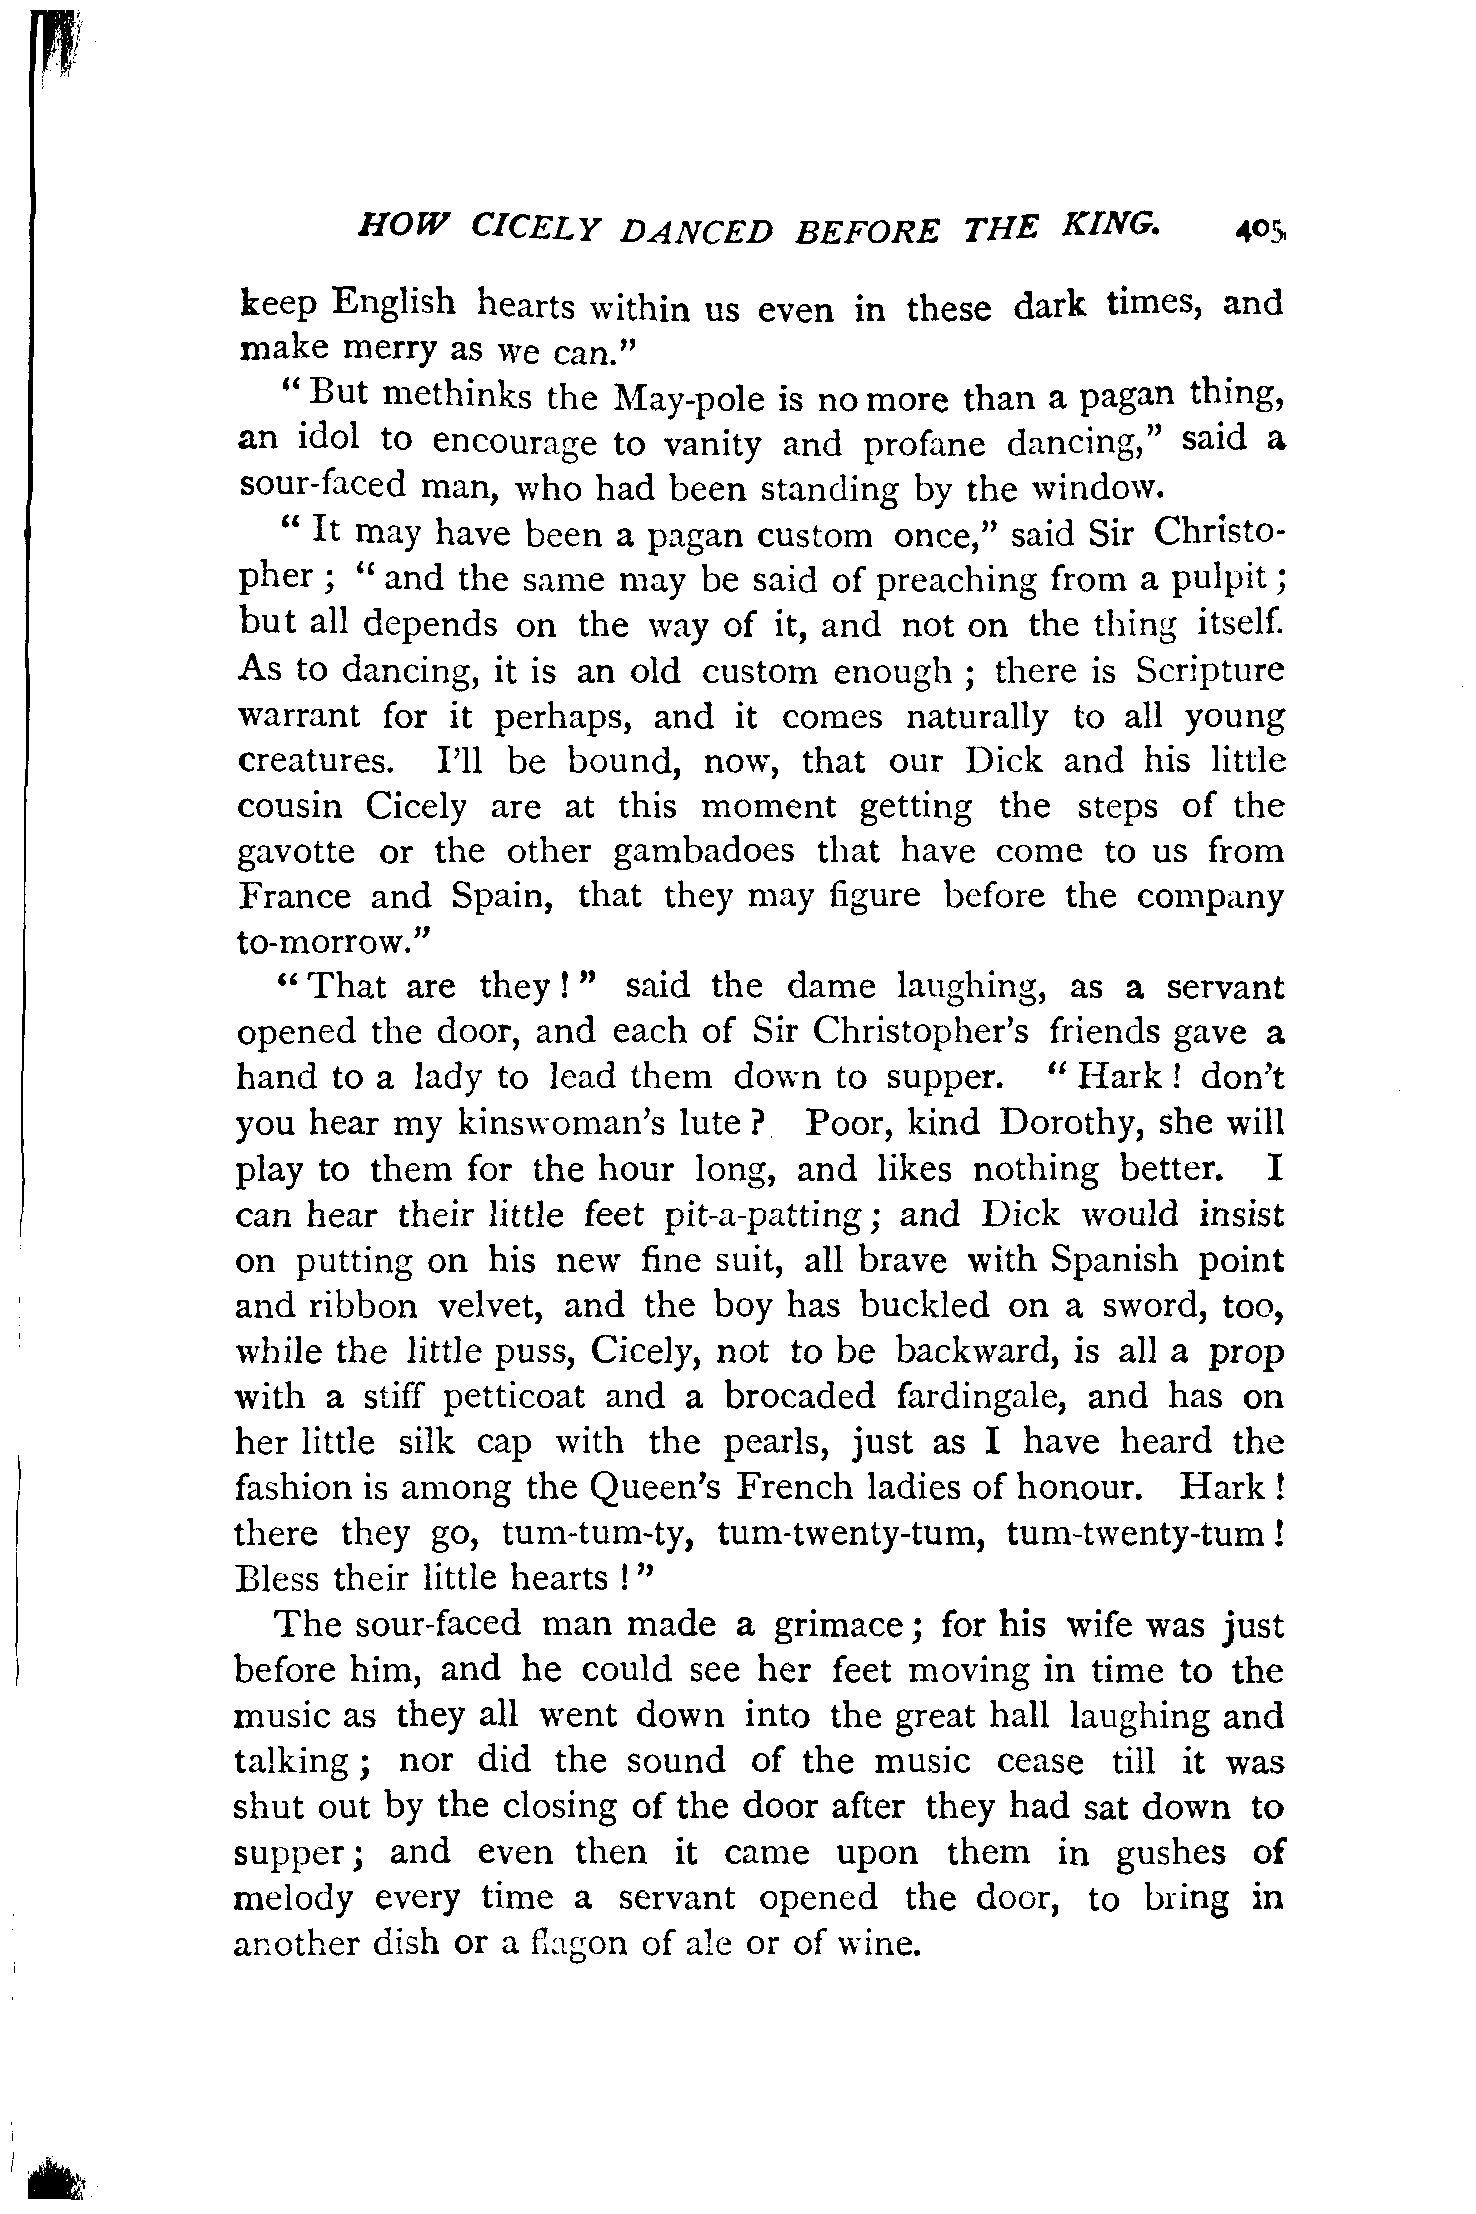 HOW CICELY DANCED BEFORE THE KING. 405
keep English hearts within us even in these dark times, and
make merry as we can."
"But methinks the May-pole is no more than a pagan thing,
an idol to encourage to vanity and profane dancing," said a
sour-faced man, who had been standing by the window.
"It may have been a pagan custom once," said Sir Christo-
pher; "and the same may be said of preaching from a pulpit;
but all depends on the way of it, and not on the thing itself.
As to dancing, it is an old custom enough; there is Scripture
warrant for it perhaps, and it comes naturally to all young
creatures. I'll be bound, now, that our Dick and his little
cousin Cicely are at this moment getting the steps of the
gavotte or the other gambadoes that have come to us from
France and Spain, that they may figure before the company
to-morrow."
"That are they!" said the dame laughing, as a servant
opened the door, and each of Sir Christopher's friends gave a
hand to a lady to lead them down to supper. "Hark! don't
you hear my kinswoman's lute? Poor, kind Dorothy, she will
play to them for the hour long, and likes nothing better. I
can hear their little feet pit-a-patting; and Dick would insist
on putting on his new fine suit, all brave with Spanish point
and ribbon velvet, and the boy has buckled on a sword, too,
while the little puss, Cicely, not to be backward, is all a prop
with a stiff petticoat and a brocaded fardingale, and has on
her little silk cap with the pearls, just as I have heard the
fashion is among the Queen's French ladies of honour. Hark!
there they go, tum-tum-ty, tum-twenty-tum, tum-twenty-tum!
Bless their little hearts!"
The sour-faced man made a grimace; for his wife was just
before him, and he could see her feet moving in time to the
music as they all went down into the great hall laughing and
talking; nor did the sound of the music cease till it was
shut out by the closing of the door after they had sat down to
supper; and even then it came upon them in gushes of
melody every time a servant opened the door, to bring in
another dish or a flagon of ale or of wine.